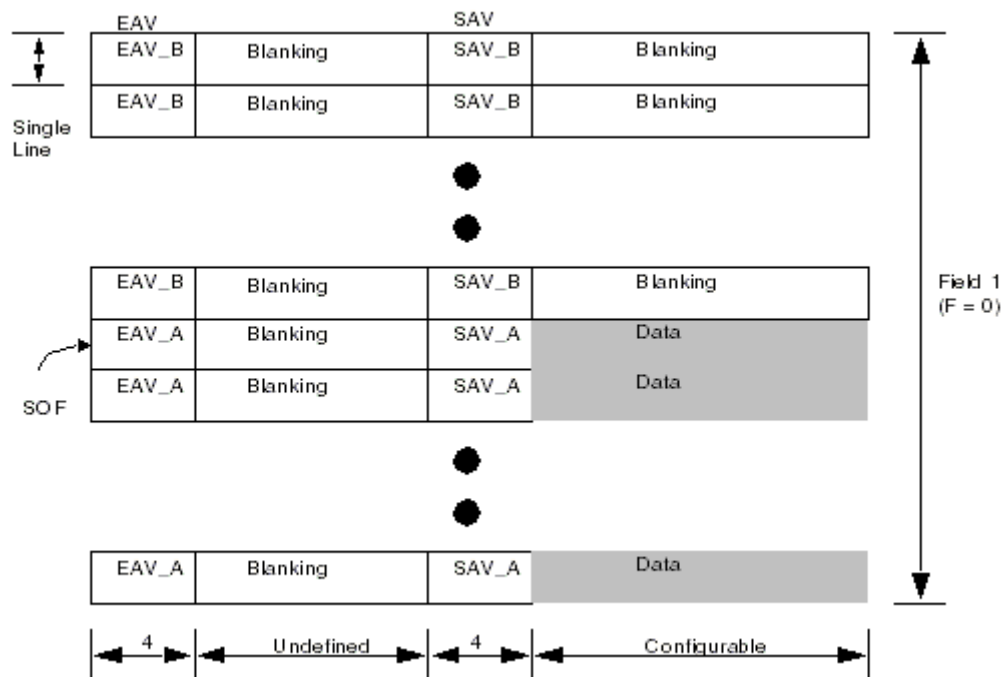 EAV SAV
EAV_B Blanking SAV_B Blanking
EAV_B Blanking SAV_B Blanking
Single
Line
EAV_B Blanking SAV_B Blanking
Field 1
(F = 0)
EAV_A Blanking SAV_A Data
EAV_A Blanking SAV_A Data
SOF
EAV_A Blanking SAV_A Data
4 Undefined 4 Configurable